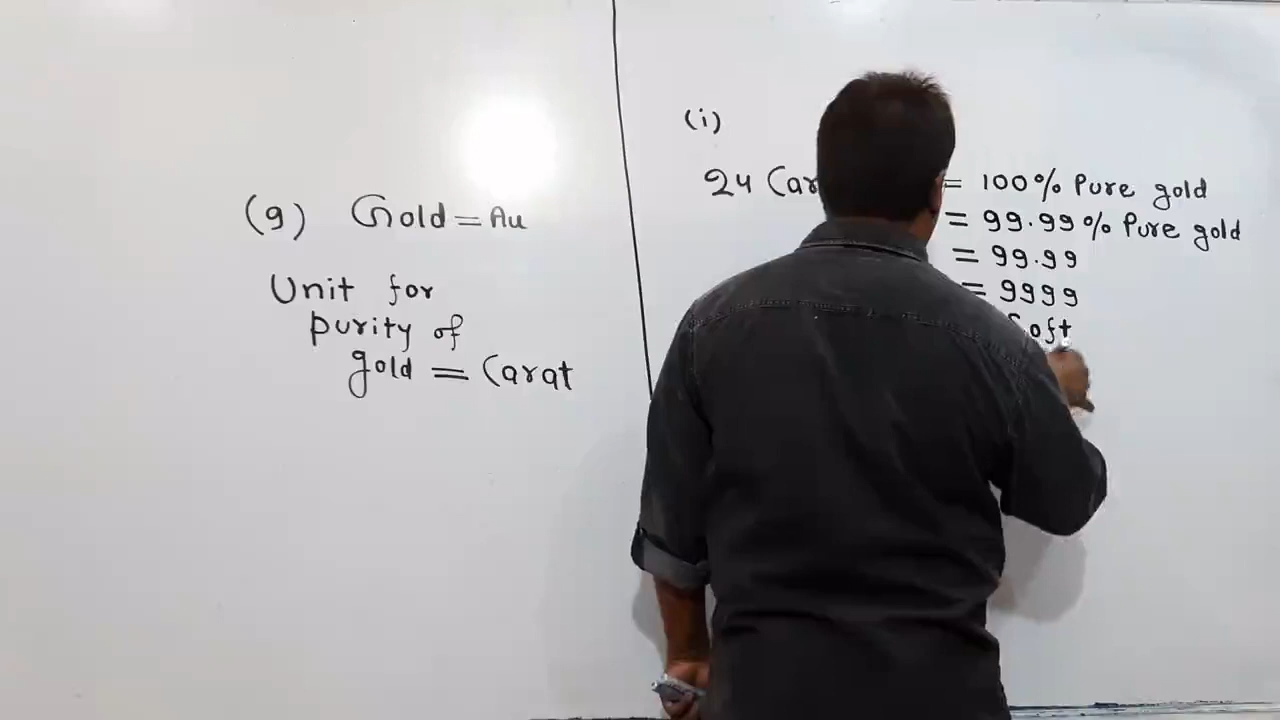 (9) Gold = Au
Unit for
purity of
gold = Carat
(i)
24 Car = 100% Pure gold
= 99.99% Pure gold
= 99.99
= 9999
Soft